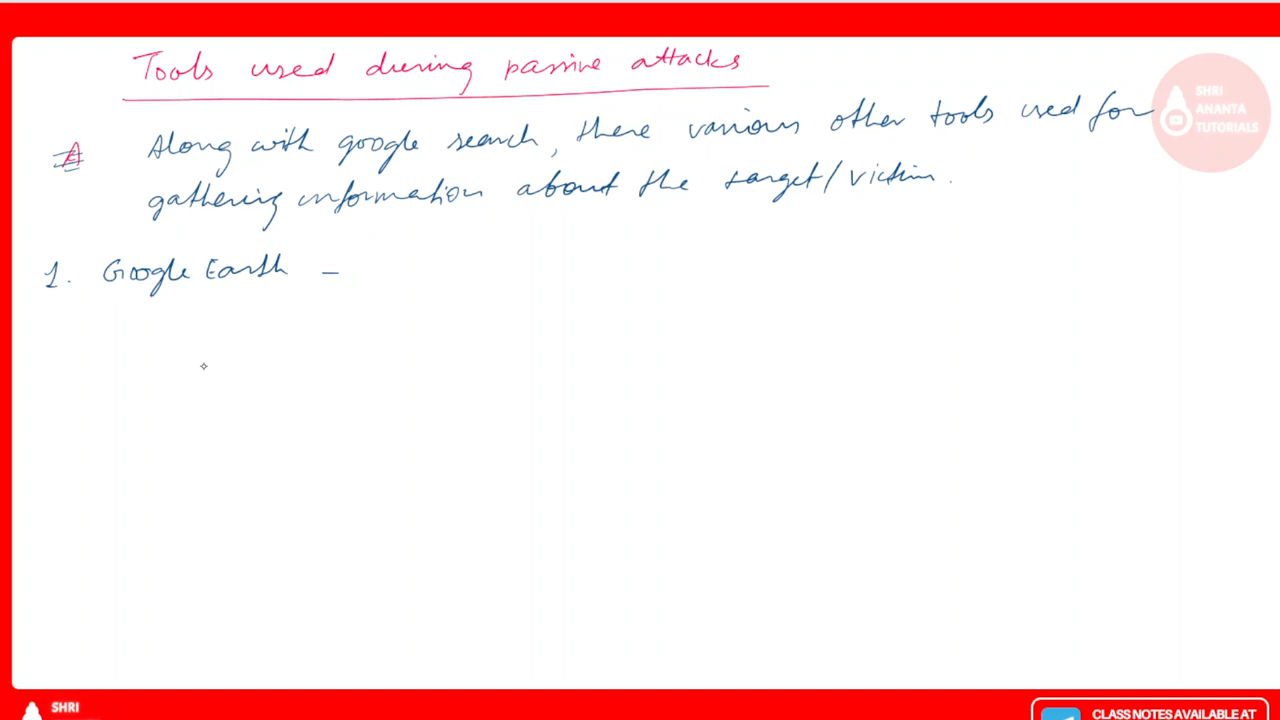 Tools used during passive attacks
Along with google search, there various other tools used for
gathering information about the target/victim.
1. Google Earth -
SHRI
ANANTA
TUTORIALS
SHRI
CLASS NOTES AVAILABLE AT